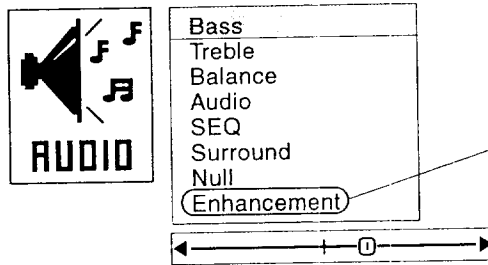 AUDIO
Bass
Treble
Balance
Audio
SEQ
Surround
Null
Enhancement